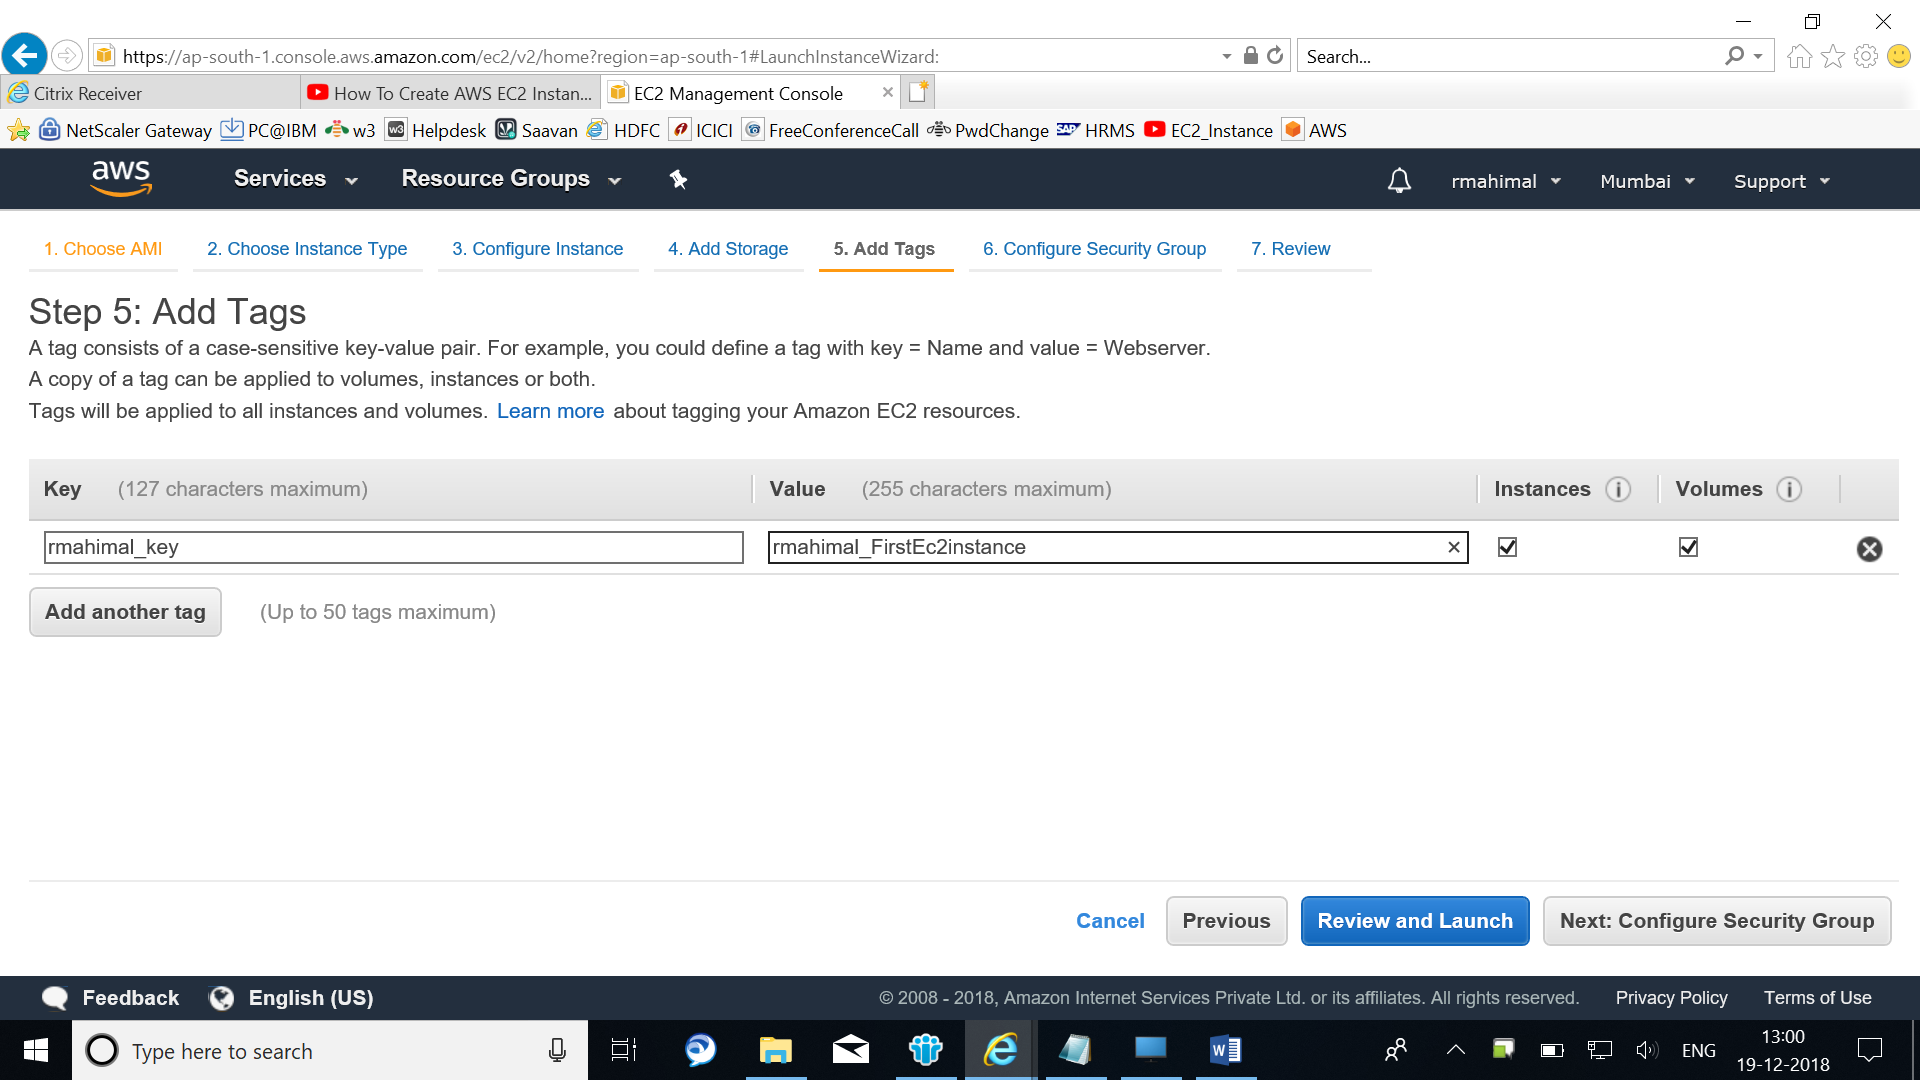 https://ap-south-1.console.aws.amazon.com/ec2/v2/home?region=ap-south-1#LaunchInstanceWizard:
Search...
Citrix Receiver
How To Create AWS EC2 Instan...
EC2 Management Console
NetScaler Gateway PC@IBM w3 w3 Helpdesk Saavan HDFC ICICI FreeConferenceCall PwdChange SAP HRMS EC2_Instance AWS
aws Services Resource Groups rmahimal Mumbai Support
1. Choose AMI 2. Choose Instance Type 3. Configure Instance 4. Add Storage 5. Add Tags 6. Configure Security Group 7. Review
Step 5: Add Tags
A tag consists of a case-sensitive key-value pair. For example, you could define a tag with key = Name and value = Webserver.
A copy of a tag can be applied to volumes, instances or both.
Tags will be applied to all instances and volumes. Learn more about tagging your Amazon EC2 resources.
Key (127 characters maximum) Value (255 characters maximum) Instances i Volumes i
rmahimal_key rmahimal_FirstEc2instance
Add another tag (Up to 50 tags maximum)
Cancel Previous Review and Launch Next: Configure Security Group
Feedback English (US) © 2008 - 2018, Amazon Internet Services Private Ltd. or its affiliates. All rights reserved. Privacy Policy Terms of Use
Type here to search
ENG
13:00
19-12-2018